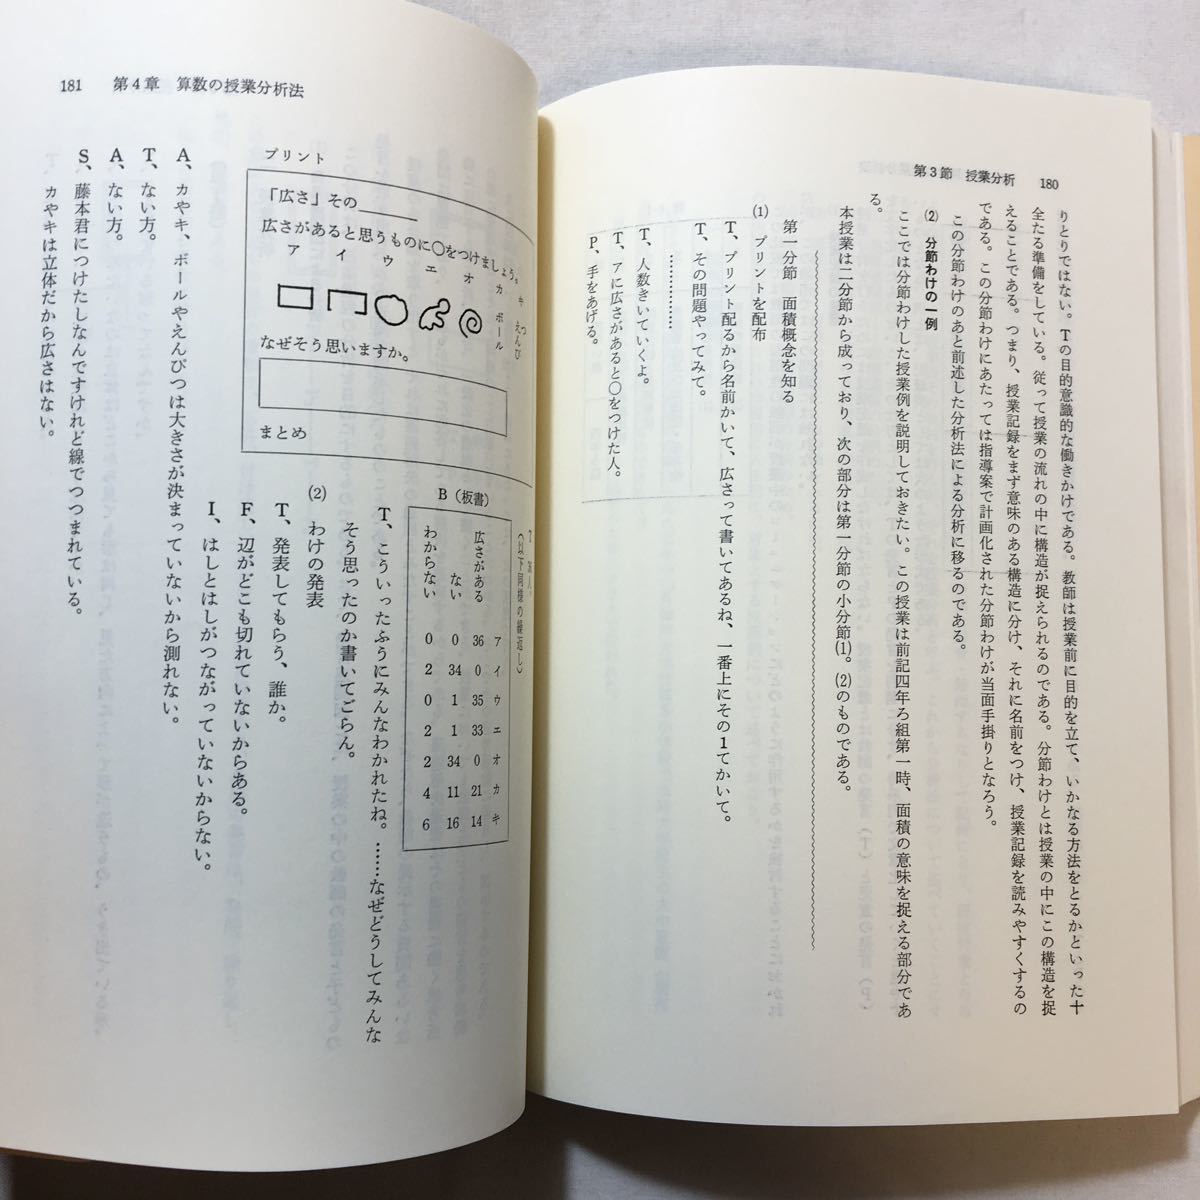 第3節　授業分析　180
りとりではない。Tの目的意識的な働きかけである。教師は授業前に目的を立て、いかなる方法をとるかといった十
全たる準備をしている。従って授業の流れの中に構造が捉えられるのである。分節わけとは授業の中にこの構造を捉
えることである。つまり、授業記録をまず意味のある構造に分け、それに名前をつけ、授業記録を読みやすくするの
である。この分節わけにあたっては指導案で計画化された分節わけが当面手掛りとなろう。
この分節わけのあと前述した分析法による分析に移るのである。
(2)　分節わけの一例
ここでは分節わけした授業例を説明しておきたい。この授業は前記四年ろ組第一時、面積の意味を捉える部分であ
る。
本授業は二分節から成っており、次の部分は第一分節の小分節(1)。(2)のものである。
第一分節　面積概念を知る
(1)　プリントを配布
T、プリント配るから名前かいて、広さって書いてあるね、一番上にその1てかいて。
T、その問題やってみて。
………………
T、人数きいていくよ。
T、アに広さがあると○をつけた人。
P、手をあげる。
181　第4章　算数の授業分析法
T、36人。
（以下同様の繰返し）
B（板書）
ア　イ　ウ　エ　オ　カ　キ
広さがある　36　0　35　33　0　21　14
ない　0　34　1　1　34　11　16
わからない　0　2　0　2　2　4　6
T、こういったふうにみんなわかれたね。……なぜどうしてみんな
そう思ったのか書いてごらん。
(2)　わけの発表
T、発表してもらう、誰か。
F、辺がどこも切れていないからある。
I、はしとはしがつながっていないからない。
プリント
「広さ」その
広さがあると思うものに○をつけましょう。
ア　イ　ウ　エ　オ　カ　キ
ボール
えんぴつ
なぜそう思いますか。
まとめ
A、カやキ、ボールやえんぴつは大きさが決まっていないから測れない。
T、ない方。
A、ない方。
S、藤本君につけたしなんですけれど線でつつまれている。
カやキは立体だから広さはない。